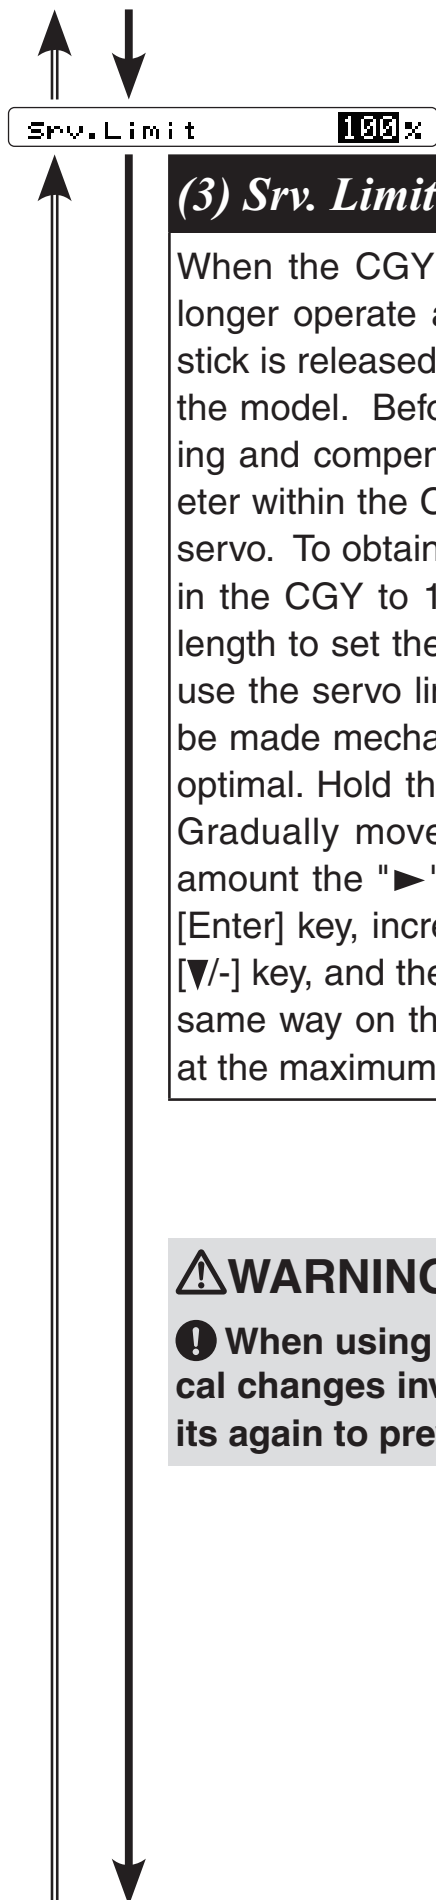 Srv.Limit 100%
(3) Srv. Limit
When the CGY
longer operate a
stick is released
the model. Befo
ing and compen
eter within the C
servo. To obtain
in the CGY to 1
length to set the
use the servo li
be made mecha
optimal. Hold th
Gradually move
amount the "►"
[Enter] key, incre
[▼/-] key, and the
same way on th
at the maximum
⚠WARNING
When using
cal changes inv
its again to pre